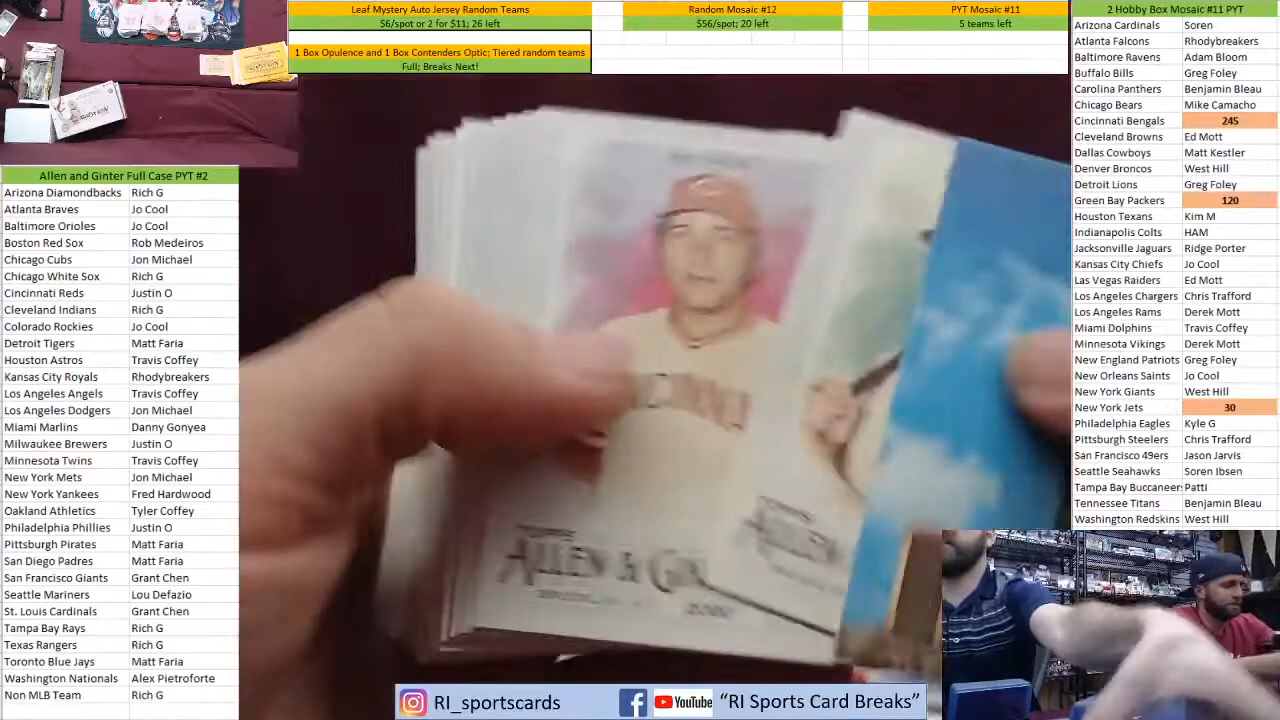 Leaf Mystery Auto Jersey Random Teams
$6/spot or 2 for $11; 26 left
1 Box Opulence and 1 Box Contenders Optic; Tiered random teams
Full; Breaks Next!
Random Mosaic #12
$56/spot; 20 left
PYT Mosaic #11
5 teams left
2 Hobby Box Mosaic #11 PYT
Arizona Cardinals Soren
Atlanta Falcons Rhodybreakers
Baltimore Ravens Adam Bloom
Buffalo Bills Greg Foley
Carolina Panthers Benjamin Bleau
Chicago Bears Mike Camacho
Cincinnati Bengals 245
Cleveland Browns Ed Mott
Dallas Cowboys Matt Kestler
Denver Broncos West Hill
Detroit Lions Greg Foley
Green Bay Packers 120
Houston Texans Kim M
Indianapolis Colts HAM
Jacksonville Jaguars Ridge Porter
Kansas City Chiefs Jo Cool
Las Vegas Raiders Ed Mott
Los Angeles Chargers Chris Trafford
Los Angeles Rams Derek Mott
Miami Dolphins Travis Coffey
Minnesota Vikings Derek Mott
New England Patriots Greg Foley
New Orleans Saints Jo Cool
New York Giants West Hill
New York Jets 30
Philadelphia Eagles Kyle G
Pittsburgh Steelers Chris Trafford
San Francisco 49ers Jason Jarvis
Seattle Seahawks Soren Ibsen
Tampa Bay Buccaneer Patti
Tennessee Titans Benjamin Bleau
Washington Redskins West Hill
Allen and Ginter Full Case PYT #2
Arizona Diamondbacks Rich G
Atlanta Braves Jo Cool
Baltimore Orioles Jo Cool
Boston Red Sox Rob Medeiros
Chicago Cubs Jon Michael
Chicago White Sox Rich G
Cincinnati Reds Justin O
Cleveland Indians Rich G
Colorado Rockies Jo Cool
Detroit Tigers Matt Faria
Houston Astros Travis Coffey
Kansas City Royals Rhodybreakers
Los Angeles Angels Travis Coffey
Los Angeles Dodgers Jon Michael
Miami Marlins Danny Gonyea
Milwaukee Brewers Justin O
Minnesota Twins Travis Coffey
New York Mets Jon Michael
New York Yankees Fred Hardwood
Oakland Athletics Tyler Coffey
Philadelphia Phillies Justin O
Pittsburgh Pirates Matt Faria
San Diego Padres Matt Faria
San Francisco Giants Grant Chen
Seattle Mariners Lou Defazio
St. Louis Cardinals Grant Chen
Tampa Bay Rays Rich G
Texas Rangers Rich G
Toronto Blue Jays Matt Faria
Washington Nationals Alex Pietroforte
Non MLB Team Rich G
TOPPS
ALLEN & GIN
ALLEN
RI_sportscards
YouTube "RI Sports Card Breaks"